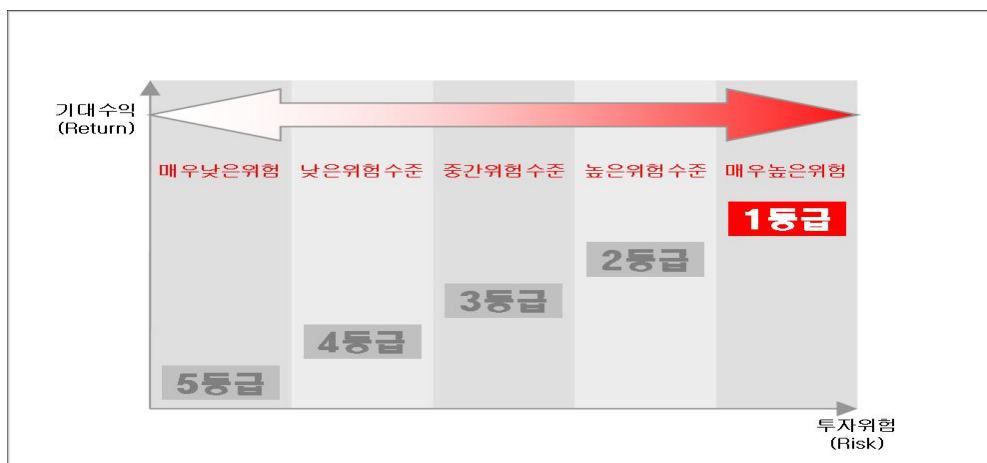 기대수익
(Return)
매우낮은위험 낮은위험수준 중간위험수준 높은위험수준 매우높은위험
1등급
2등급
3등급
4등급
5등급
투자위험
(Risk)